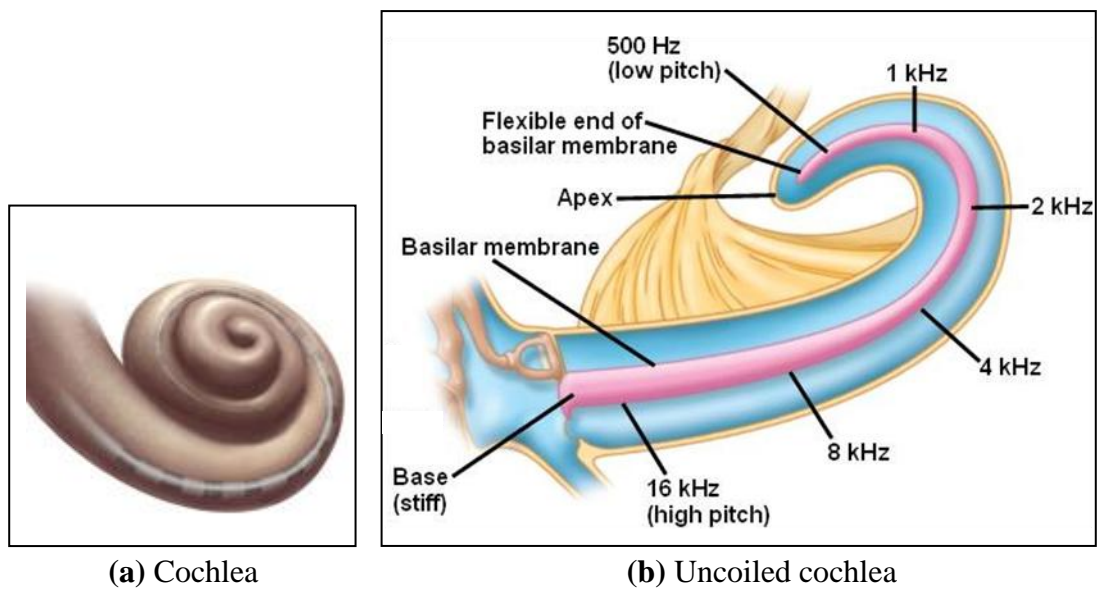 500 Hz
(low pitch)
1 kHz
Flexible end of
basilar membrane
Apex
2 kHz
Basilar membrane
4 kHz
8 kHz
Base
(stiff)
16 kHz
(high pitch)
(a) Cochlea
(b) Uncoiled cochlea